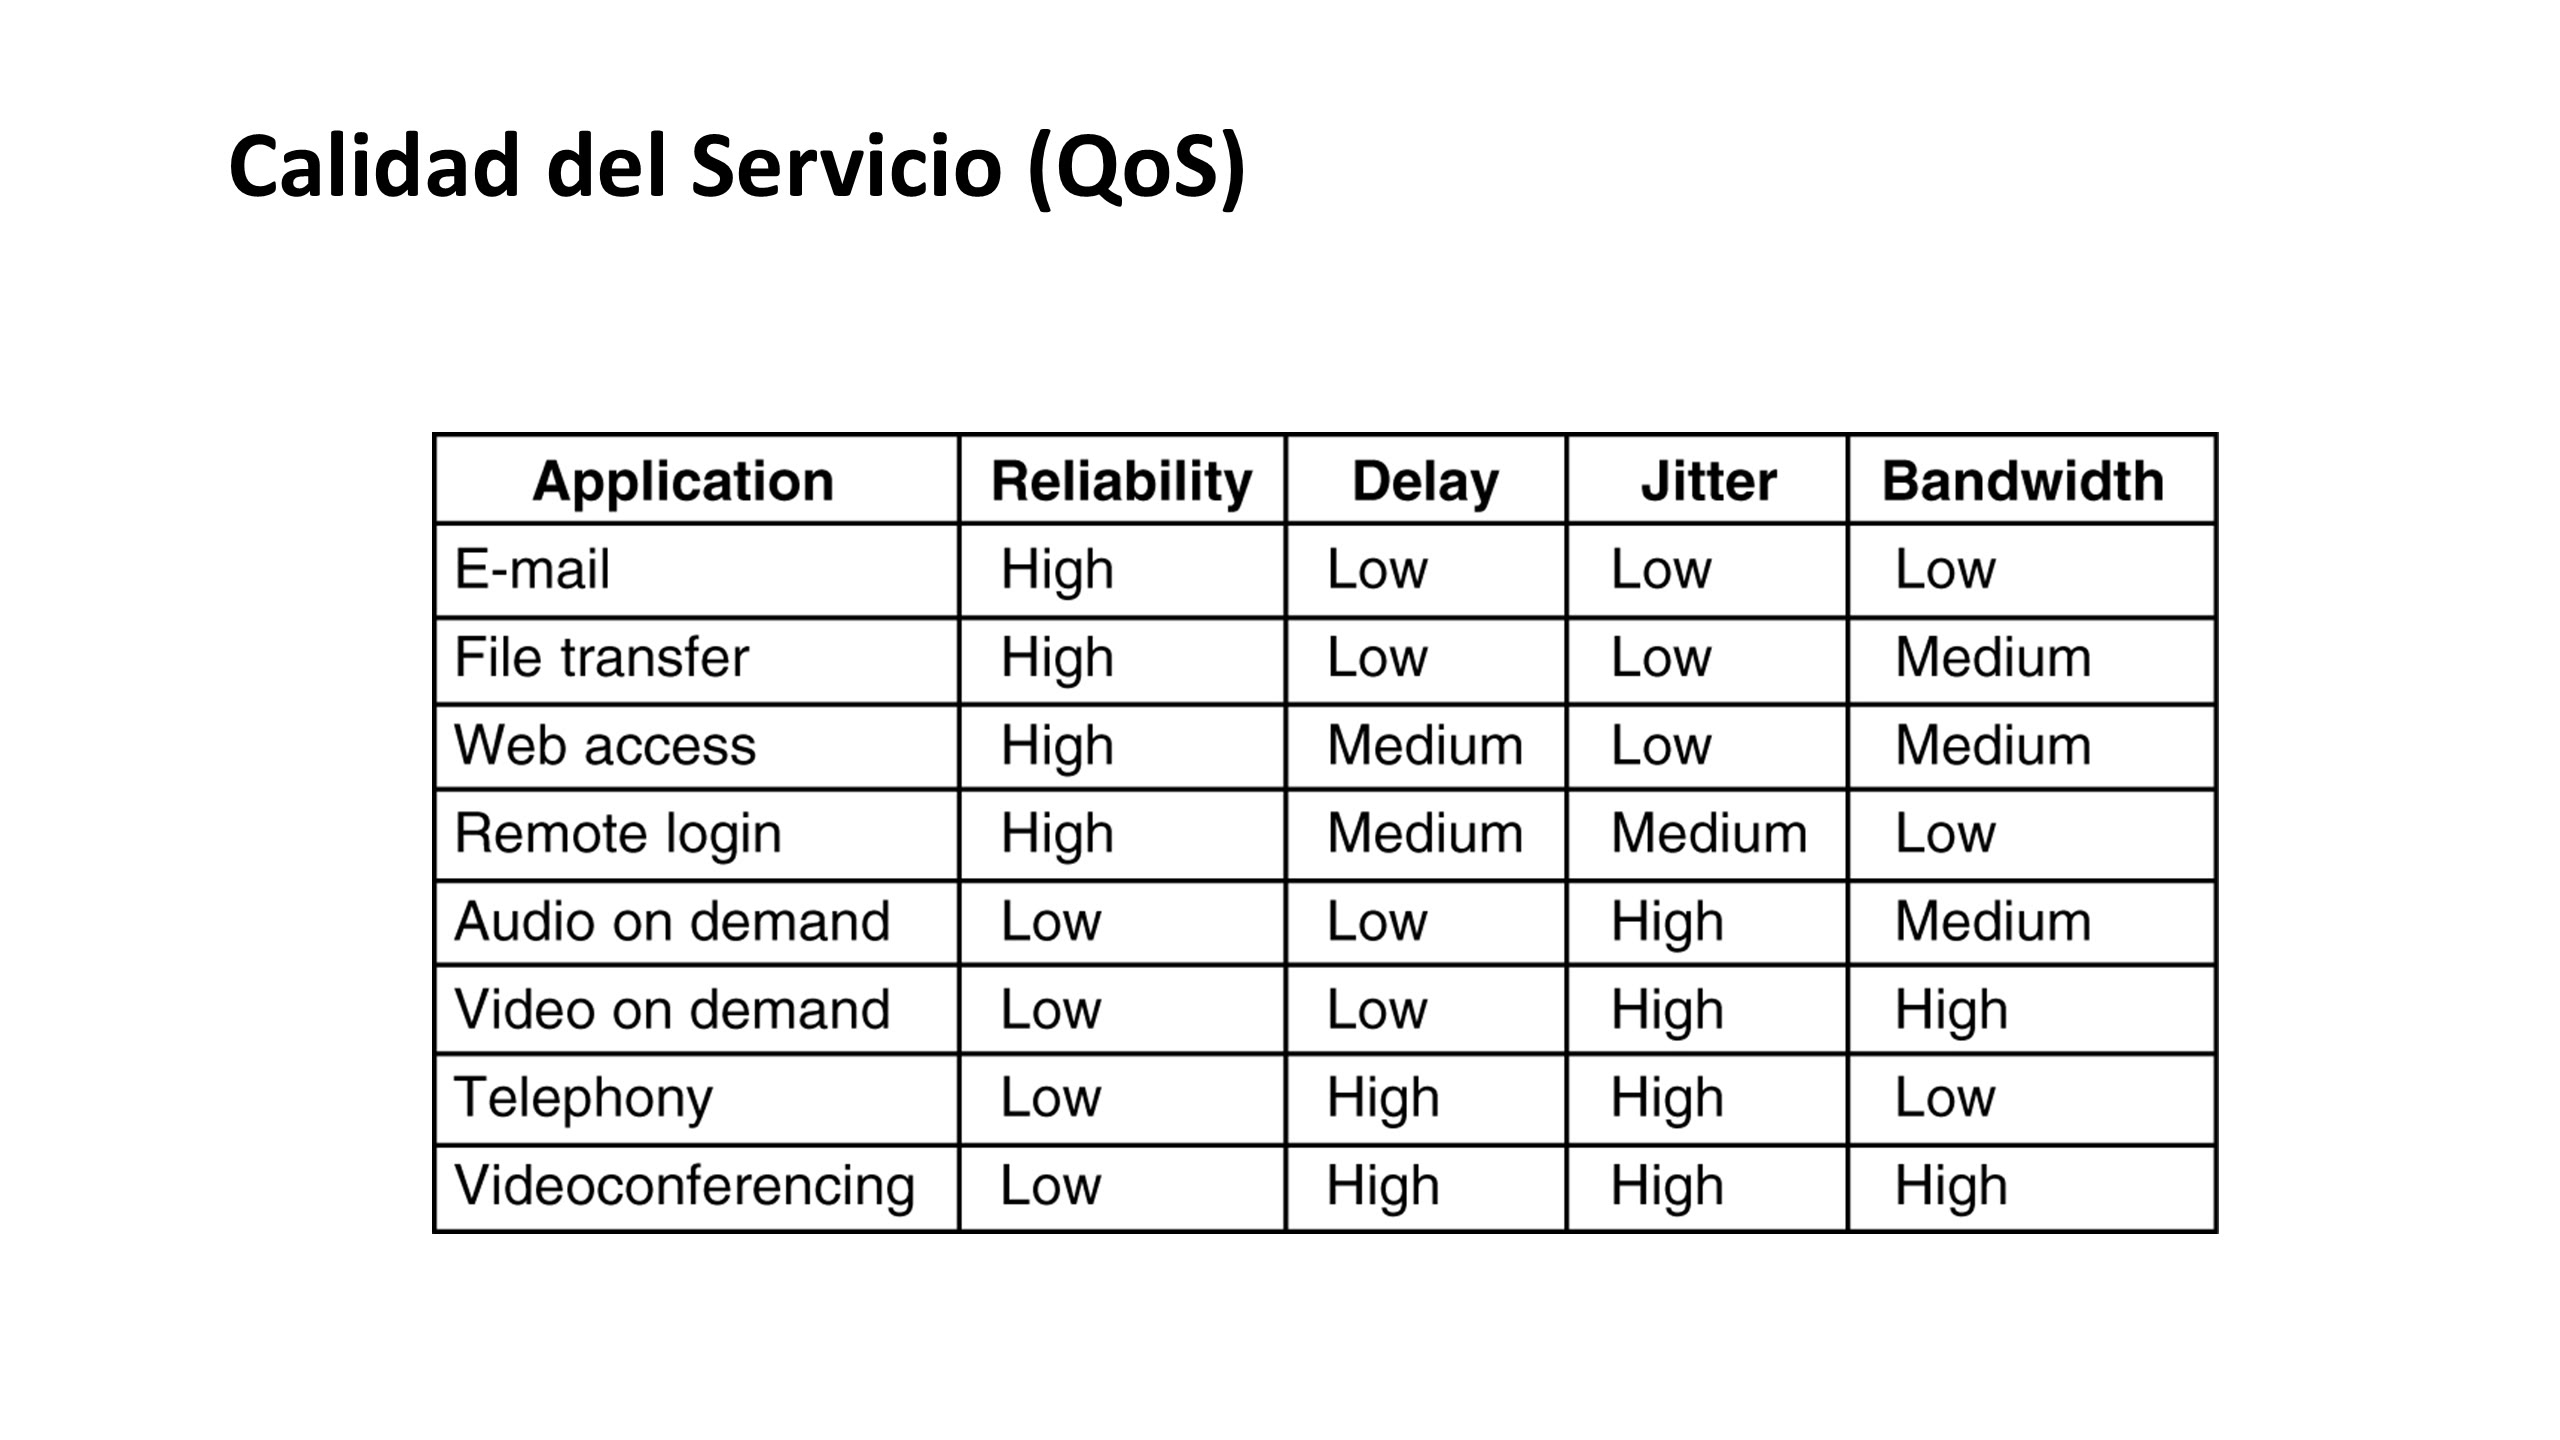 Calidad del Servicio (QoS)
Application Reliability Delay Jitter Bandwidth
E-mail High Low Low Low
File transfer High Low Low Medium
Web access High Medium Low Medium
Remote login High Medium Medium Low
Audio on demand Low Low High Medium
Video on demand Low Low High High
Telephony Low High High Low
Videoconferencing Low High High High